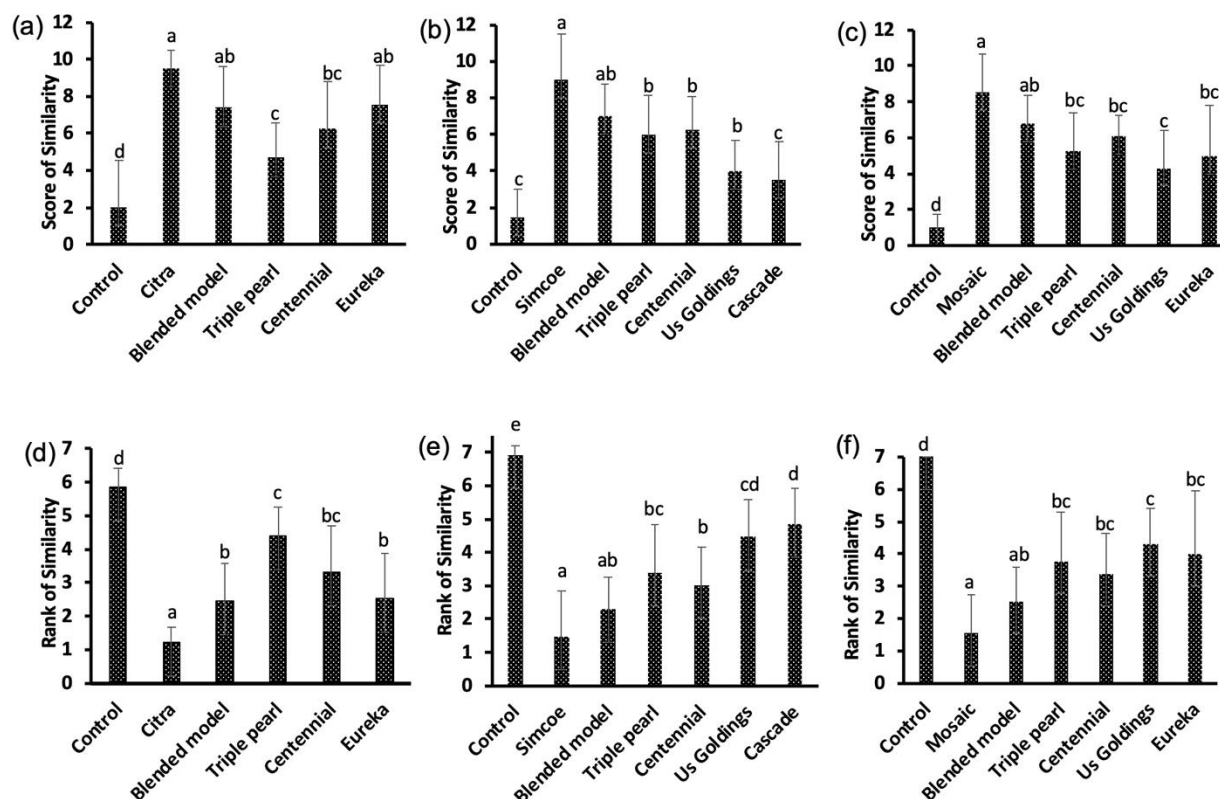 (a)
Score of Similarity
12
10
8
6
4
2
0
d
a
ab
c
bc
ab
Control
Citra
Blended model
Triple pearl
Centennial
Eureka
(b)
Score of Similarity
12
10
8
6
4
2
0
c
a
ab
b
b
b
c
Control
Simcoe
Blended model
Triple pearl
Centennial
Us Goldings
Cascade
(c)
Score of Similarity
12
10
8
6
4
2
0
d
a
ab
bc
bc
c
bc
Control
Mosaic
Blended model
Triple pearl
Centennial
Us Goldings
Eureka
(d)
Rank of Similarity
7
6
5
4
3
2
1
0
d
a
b
c
bc
b
Control
Citra
Blended model
Triple pearl
Centennial
Eureka
(e)
Rank of Similarity
7
6
5
4
3
2
1
0
e
a
ab
bc
b
cd
d
Control
Simcoe
Blended model
Triple pearl
Centennial
Us Goldings
Cascade
(f)
Rank of Similarity
7
6
5
4
3
2
1
0
d
a
ab
bc
bc
c
bc
Control
Mosaic
Blended model
Triple pearl
Centennial
Us Goldings
Eureka